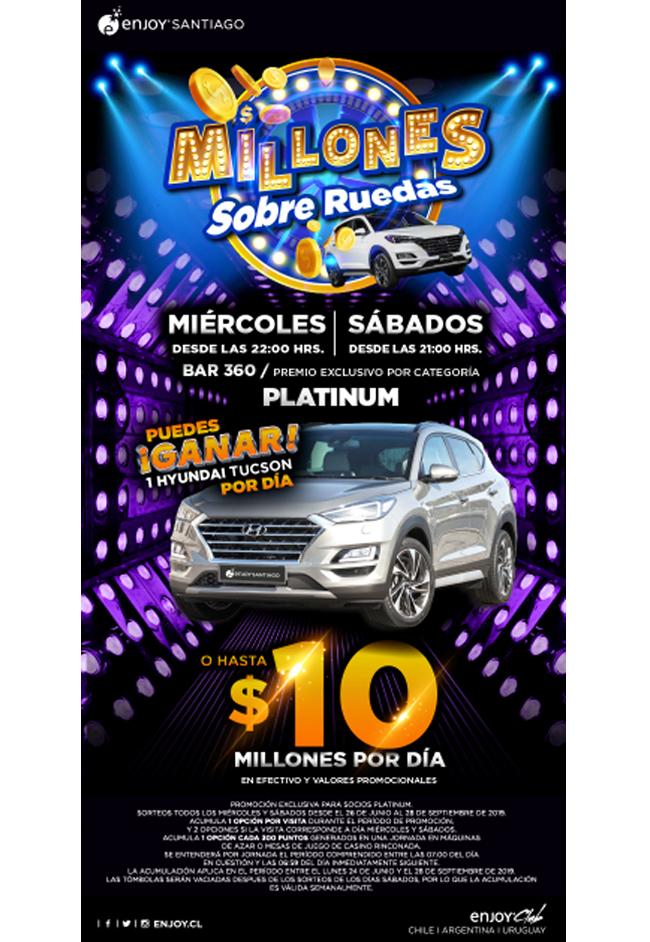 enJOY SANTIAGO
$
MILLONES
Sobre Ruedas
MIÉRCOLES | SÁBADOS
DESDE LAS 22:00 HRS. | DESDE LAS 21:00 HRS.
BAR 360 / PREMIO EXCLUSIVO POR CATEGORÍA
PLATINUM
PUEDES
¡GANAR!
1 HYUNDAI TUCSON
POR DÍA
enJOY SANTIAGO
O HASTA
$10
MILLONES POR DÍA
EN EFECTIVO Y VALORES PROMOCIONALES
PROMOCIÓN EXCLUSIVA PARA SOCIOS PLATINUM.
SORTEOS TODOS LOS MIÉRCOLES Y SÁBADOS DESDE EL 26 DE JUNIO AL 28 DE SEPTIEMBRE DE 2019.
ACUMULA 1 OPCIÓN POR VISITA DURANTE EL PERÍODO DE PROMOCIÓN,
Y 2 OPCIONES SI LA VISITA CORRESPONDE A DÍA MIÉRCOLES Y SÁBADOS.
ACUMULA 1 OPCIÓN CADA 300 PUNTOS GENERADOS EN UNA JORNADA EN MÁQUINAS
DE AZAR O MESAS DE JUEGO DE CASINO RINCONADA.
SE ENTENDERÁ POR JORNADA EL PERÍODO COMPRENDIDO ENTRE LAS 07:00 DEL DÍA
EN CUESTIÓN Y LAS 06:59 DEL DÍA INMEDIATAMENTE SIGUIENTE.
LA ACUMULACIÓN APLICA EN EL PERÍODO ENTRE EL LUNES 24 DE JUNIO Y EL 28 DE SEPTIEMBRE DE 2019.
LAS TÓMBOLAS SERÁN VACIADAS DESPUÉS DE LOS SORTEOS DE LOS DÍAS SÁBADOS, POR LO QUE LA ACUMULACIÓN
ES VÁLIDA SEMANALMENTE.
ENJOY.CL
enJOY Club
CHILE | ARGENTINA | URUGUAY